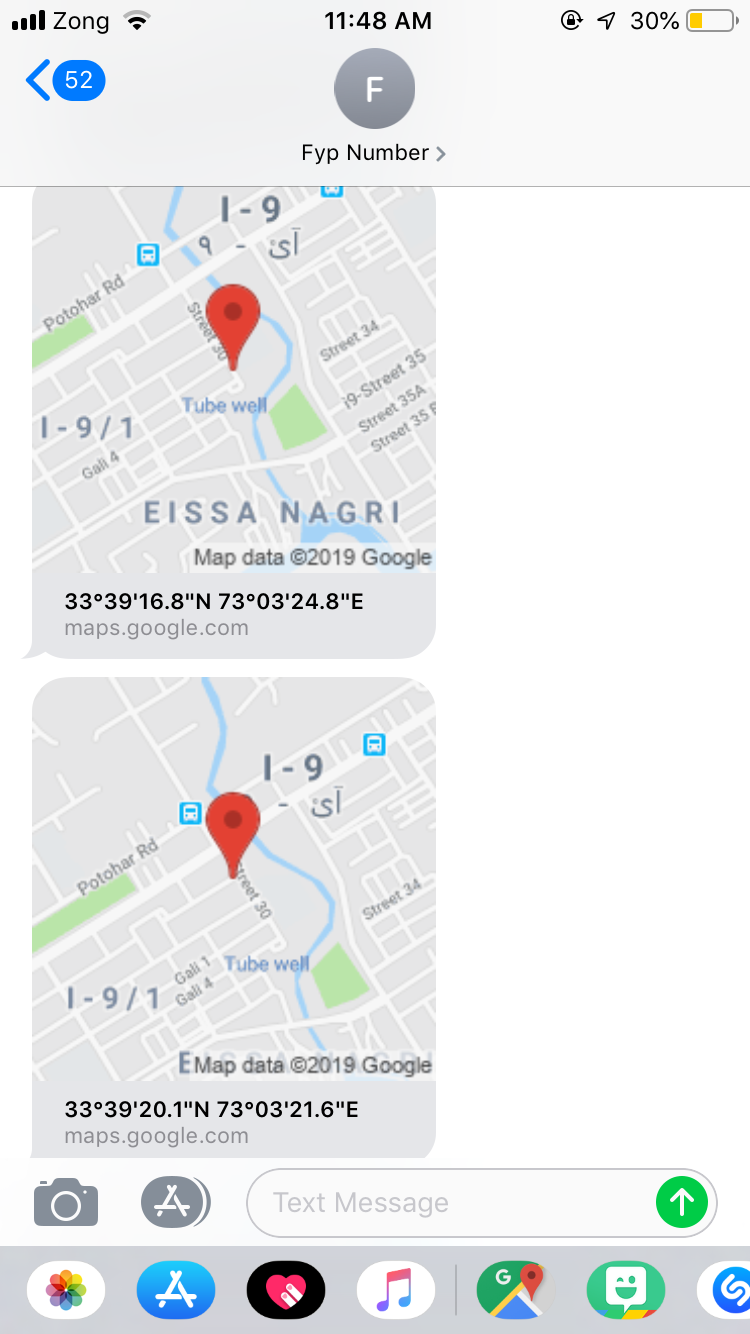 Zong 11:48 AM 30%
52
F
Fyp Number
I - 9
آئ - ٩
Potohar Rd
Street 30
Street 34
i9-Street 35
Street 35A
Street 35
Tube well
I - 9 / 1
Gali 4
EISSA NAGRI
Map data ©2019 Google
33°39'16.8"N 73°03'24.8"E
maps.google.com
I - 9
آئ -
Potohar Rd
Street 30
Street 34
Gali 1
Tube well
Gali 4
I - 9 / 1
Map data ©2019 Google
33°39'20.1"N 73°03'21.6"E
maps.google.com
Text Message
G